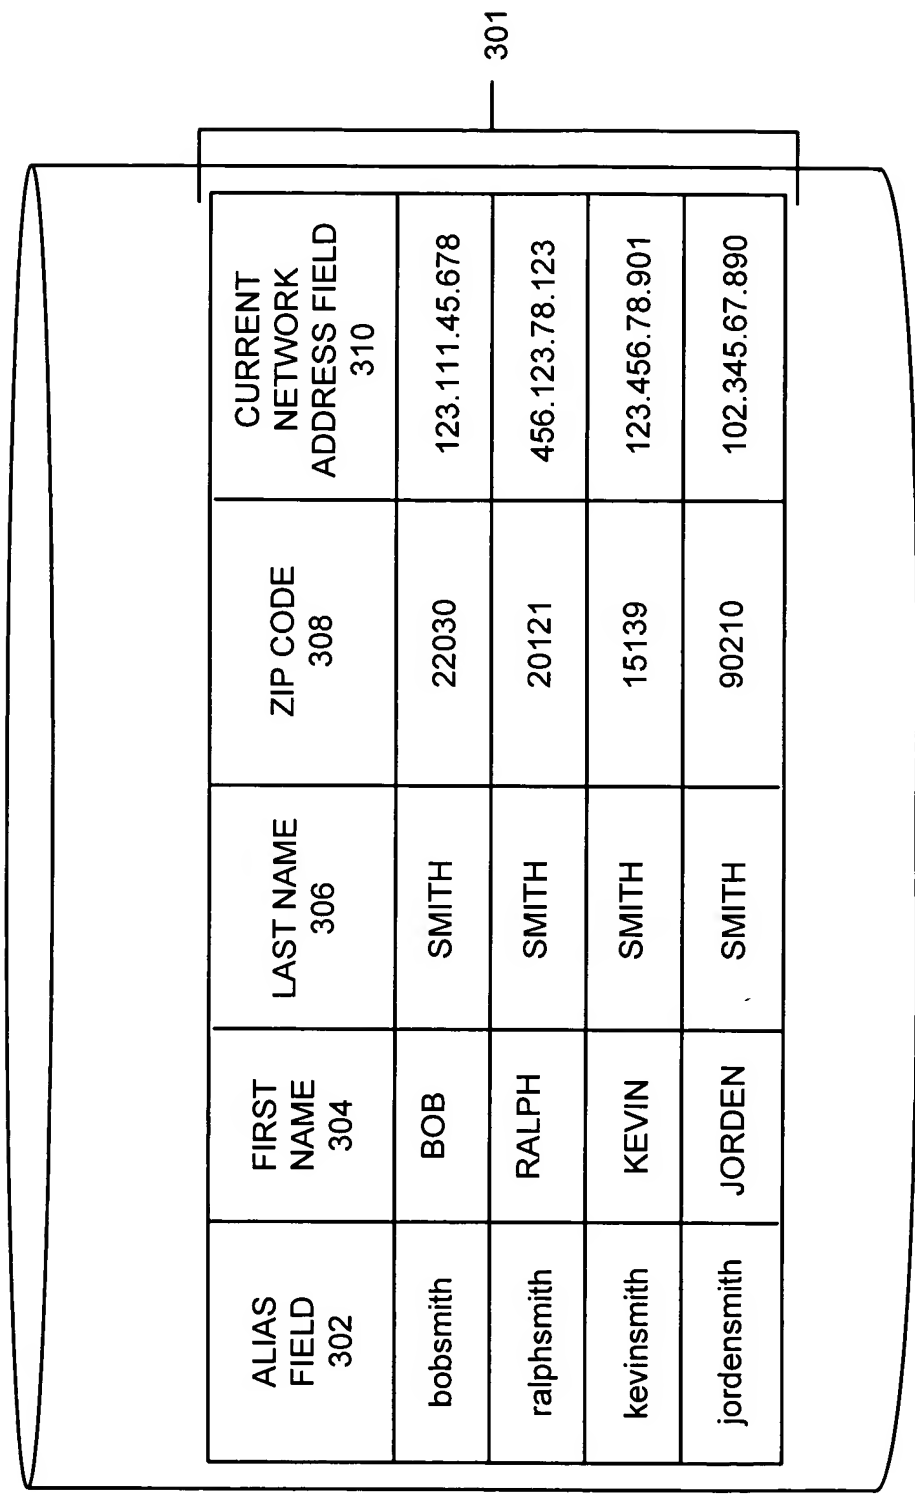 301
ALIAS
FIELD
302
FIRST
NAME
304
LAST NAME
306
ZIP CODE
308
CURRENT
NETWORK
ADDRESS FIELD
310
bobsmith BOB SMITH 22030 123.111.45.678
ralphsmith RALPH SMITH 20121 456.123.78.123
kevinsmith KEVIN SMITH 15139 123.456.78.901
jordensmith JORDEN SMITH 90210 102.345.67.890